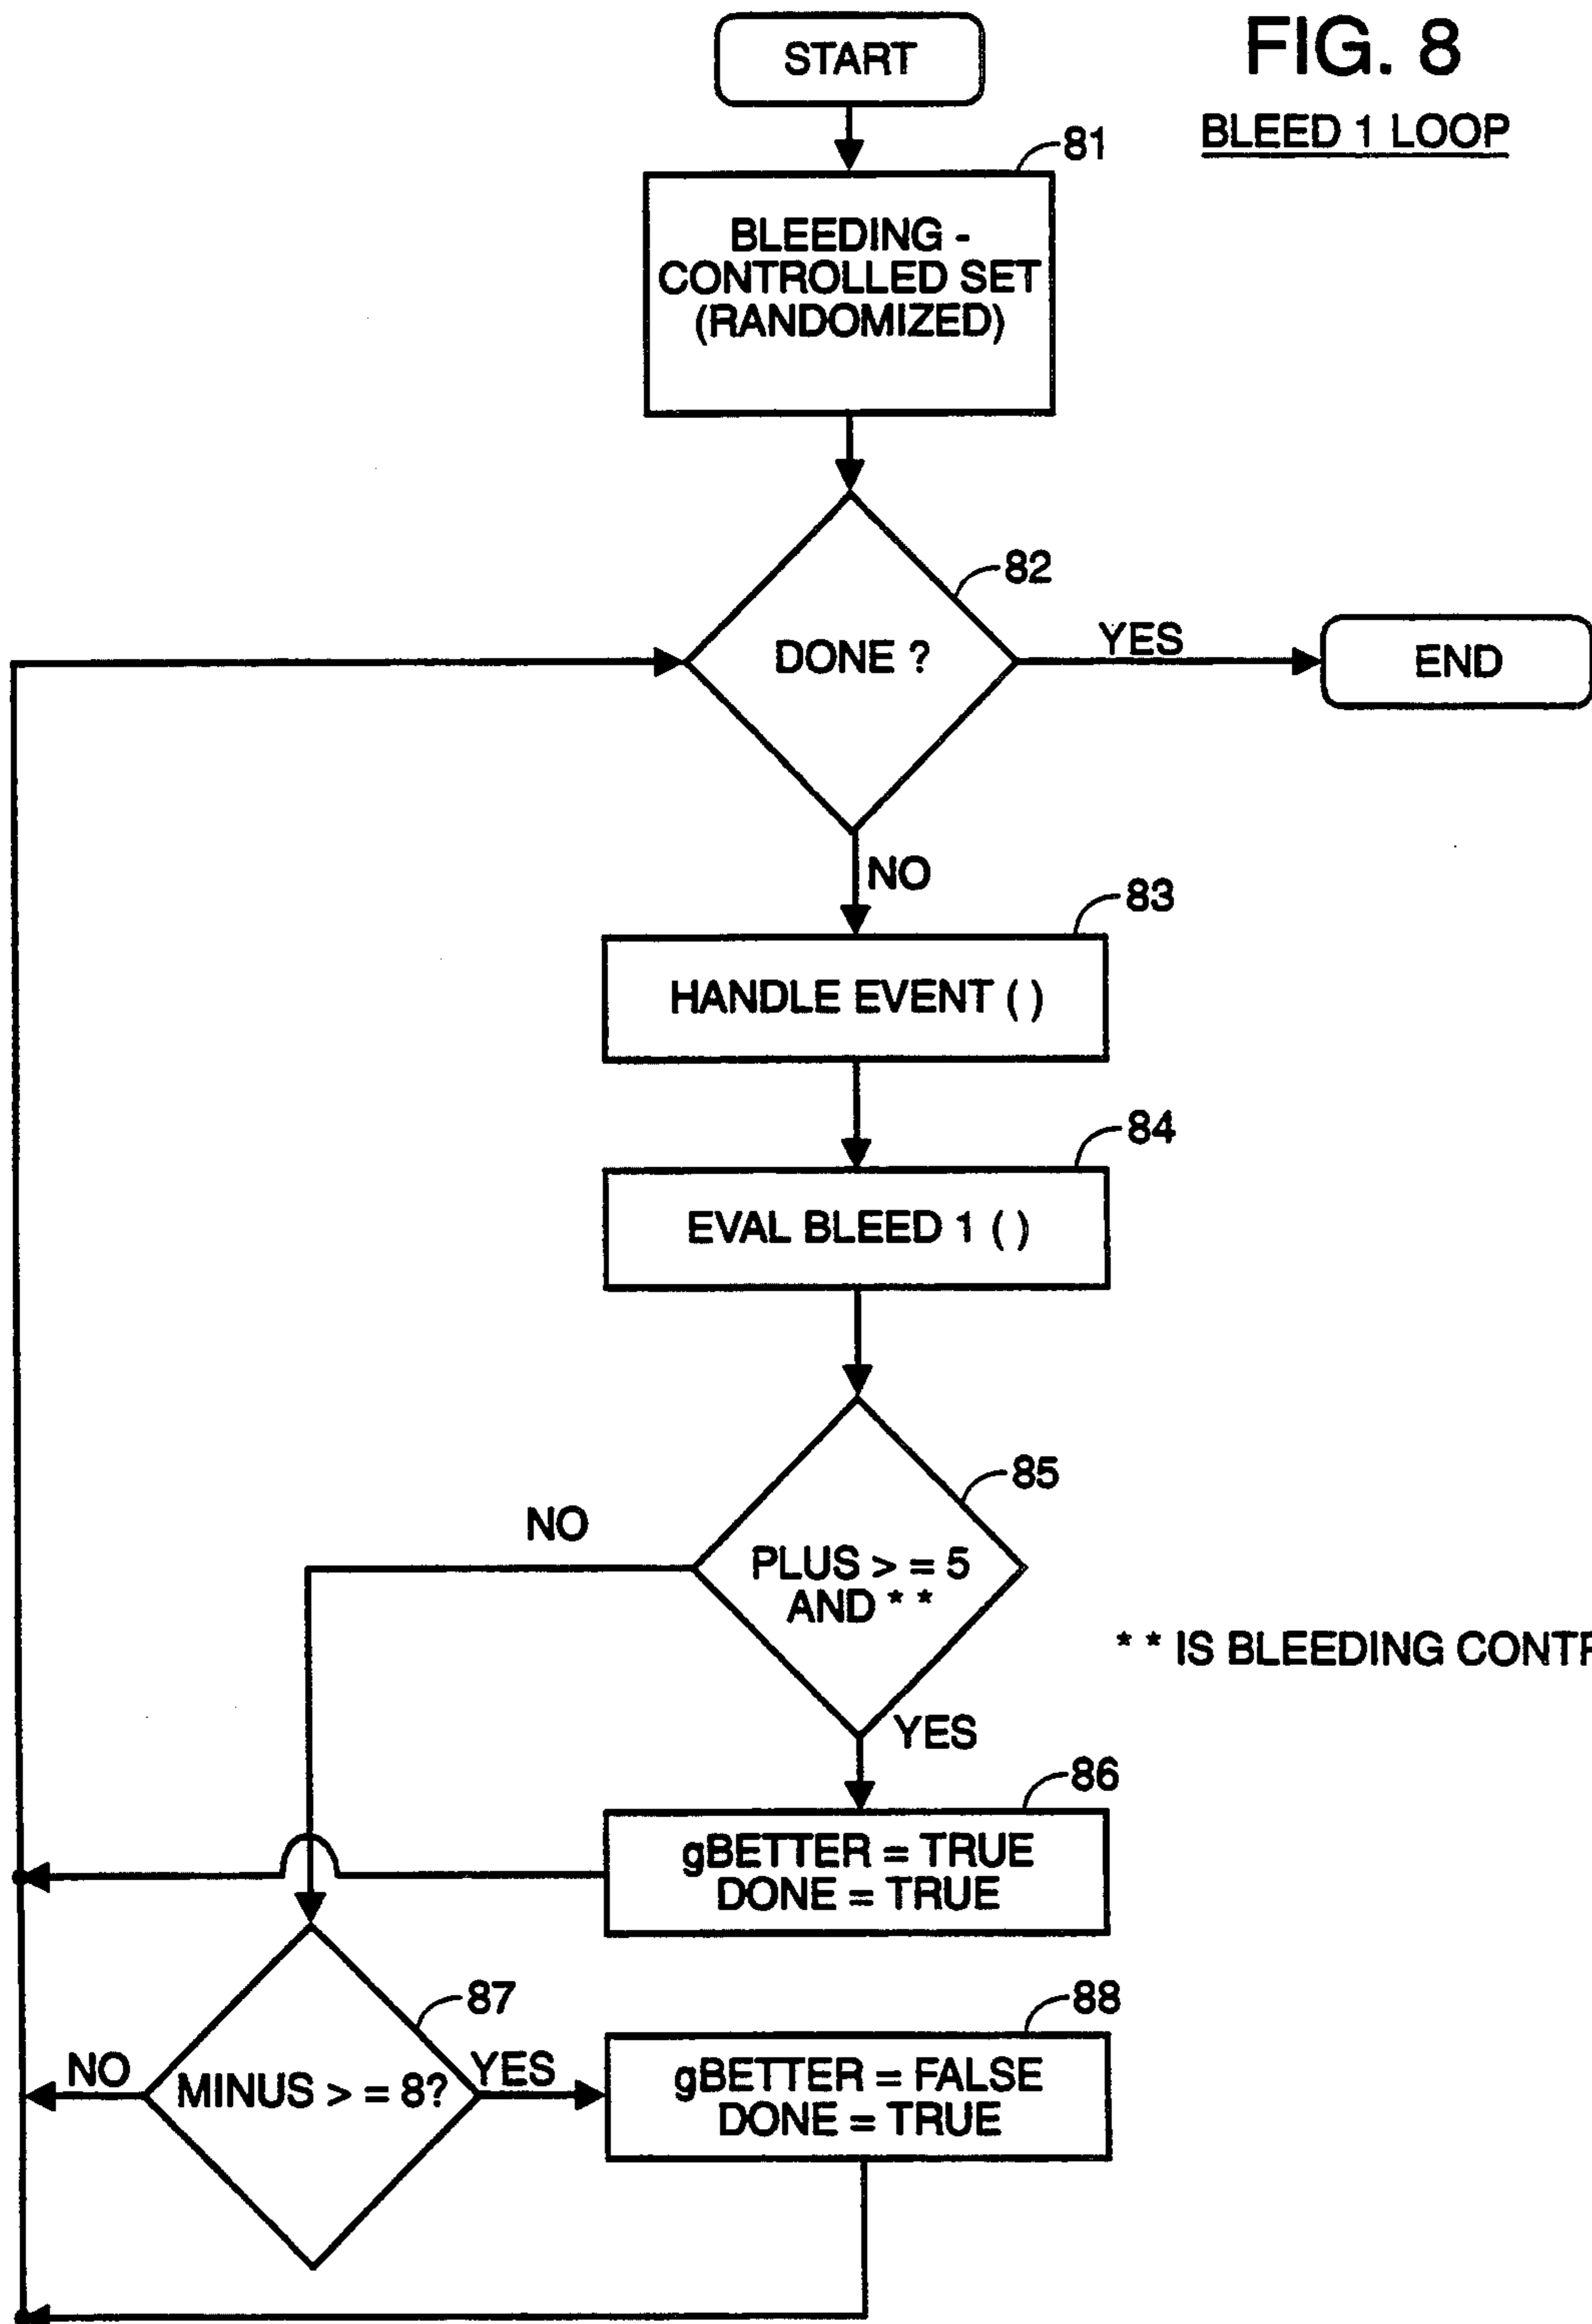 START
FIG. 8
BLEED 1 LOOP
81
BLEEDING -
CONTROLLED SET
(RANDOMIZED)
82
DONE ?
YES
END
NO
83
HANDLE EVENT ( )
84
EVAL BLEED 1 ( )
85
NO
PLUS > = 5
AND * *
* * IS BLEEDING
YES
86
gBETTER = TRUE
DONE = TRUE
87
88
NO
MINUS > = 8?
YES
gBETTER = FALSE
DONE = TRUE